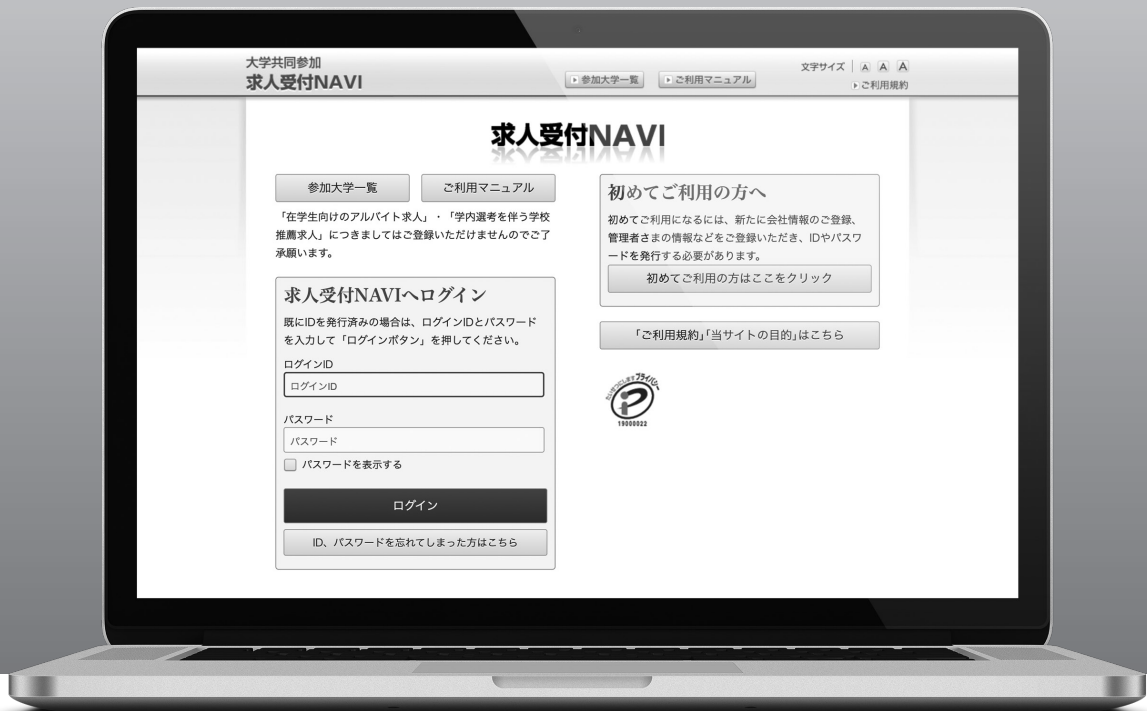 大学共同参加
求人受付NAVI
参加大学一覧
ご利用マニュアル
文字サイズ
A A A
ご利用規約
求人受付NAVI
参加大学一覧
ご利用マニュアル
「在学生向けのアルバイト求人」・「学内選考を伴う学校
推薦求人」につきましてはご登録いただけませんのでご了
承願います。
求人受付NAVIへログイン
既にIDを発行済みの場合は、ログインIDとパスワード
を入力して「ログインボタン」を押してください。
ログインID
ログインID
パスワード
パスワード
パスワードを表示する
ログイン
ID、パスワードを忘れてしまった方はこちら
初めてご利用の方へ
初めてご利用になるには、新たに会社情報のご登録、
管理者さまの情報などをご登録いただき、IDやパスワ
ードを発行する必要があります。
初めてご利用の方はここをクリック
「ご利用規約」「当サイトの目的」はこちら
たいせつにします プライバシー
19000022